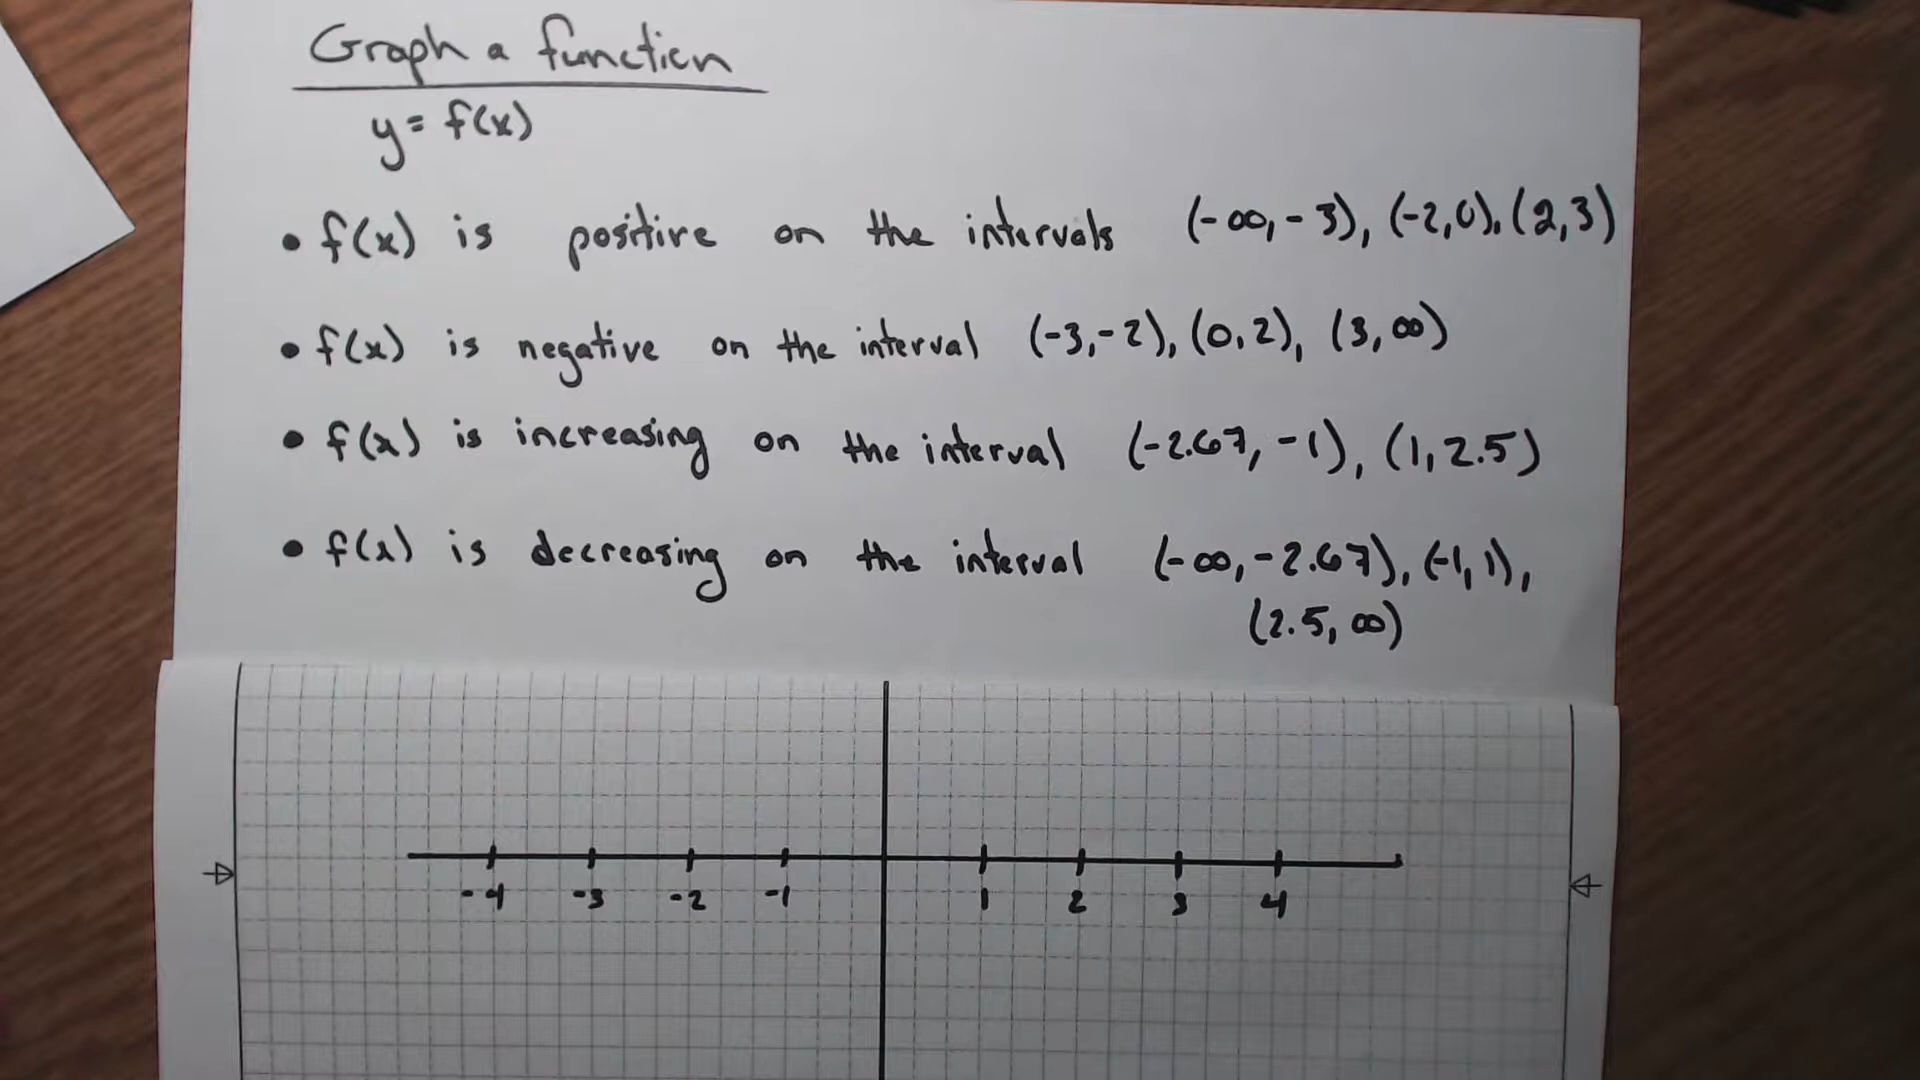 Graph a function
y = f(x)
• f(x) is positive on the intervals (-∞, -3), (-2,0), (2,3)
• f(x) is negative on the interval (-3,-2), (0,2), (3,∞)
• f(x) is increasing on the interval (-2.67, -1), (1,2.5)
• f(x) is decreasing on the interval (-∞, -2.67), (-1,1),
(2.5, ∞)
-4 -3 -2 -1 1 2 3 4